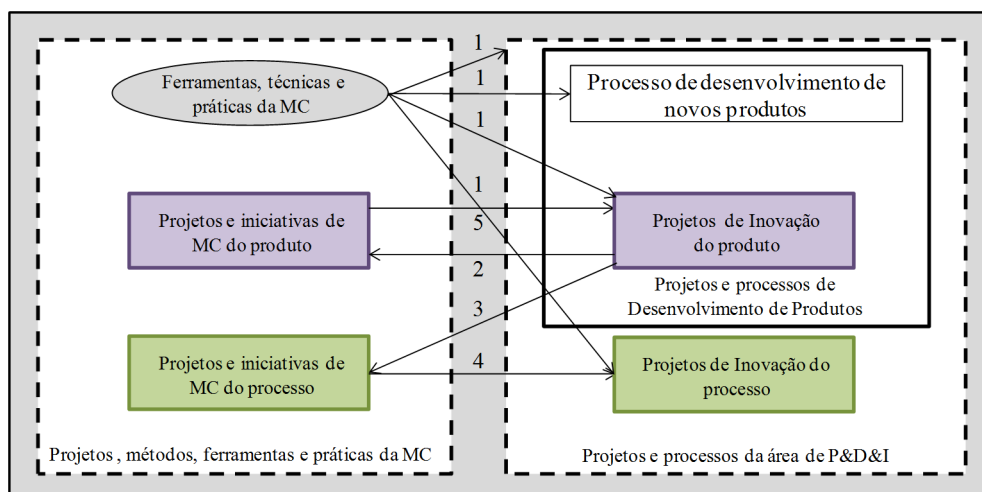 Ferramentas, técnicas e
práticas da MC
1
1
1
1
5
2
3
4
Processo de desenvolvimento de
novos produtos
Projetos e iniciativas de
MC do produto
Projetos de Inovação
do produto
Projetos e processos de
Desenvolvimento de Produtos
Projetos e iniciativas de
MC do processo
Projetos de Inovação do
processo
Projetos , métodos, ferramentas e práticas da MC
Projetos e processos da área de P&D&I